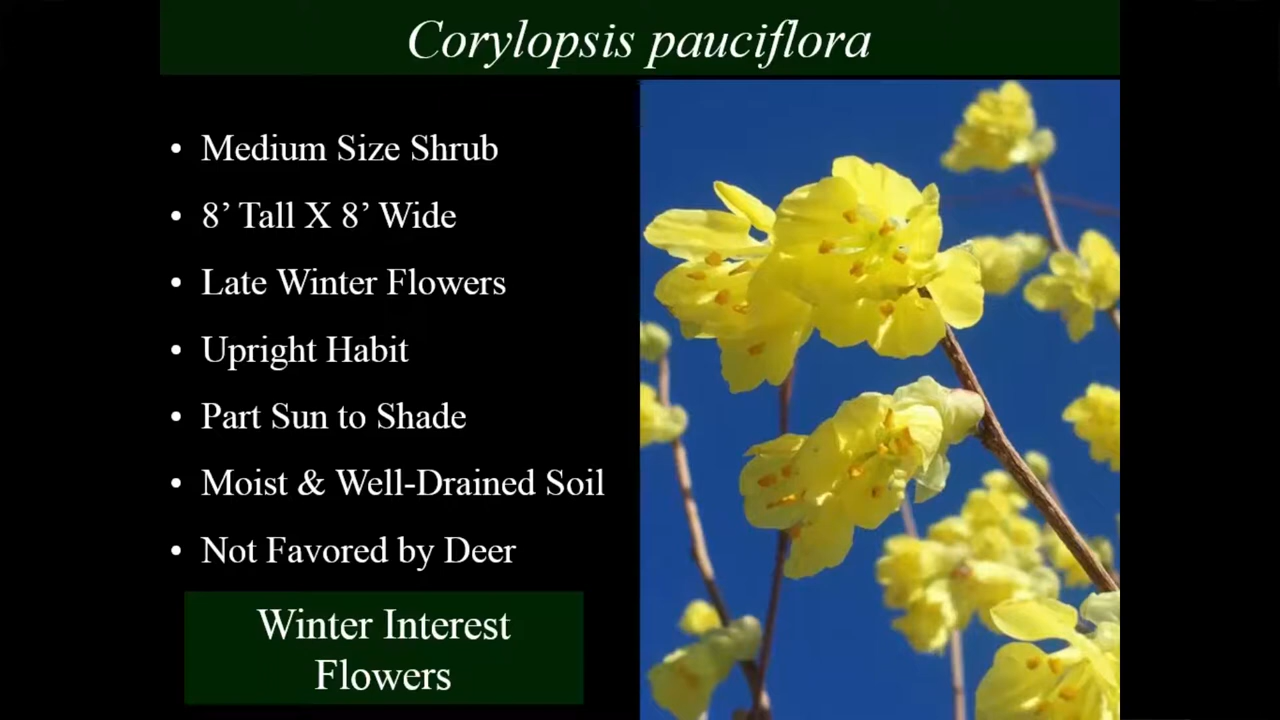 Corylopsis pauciflora
• Medium Size Shrub
• 8’ Tall X 8’ Wide
• Late Winter Flowers
• Upright Habit
• Part Sun to Shade
• Moist & Well-Drained Soil
• Not Favored by Deer
Winter Interest
Flowers